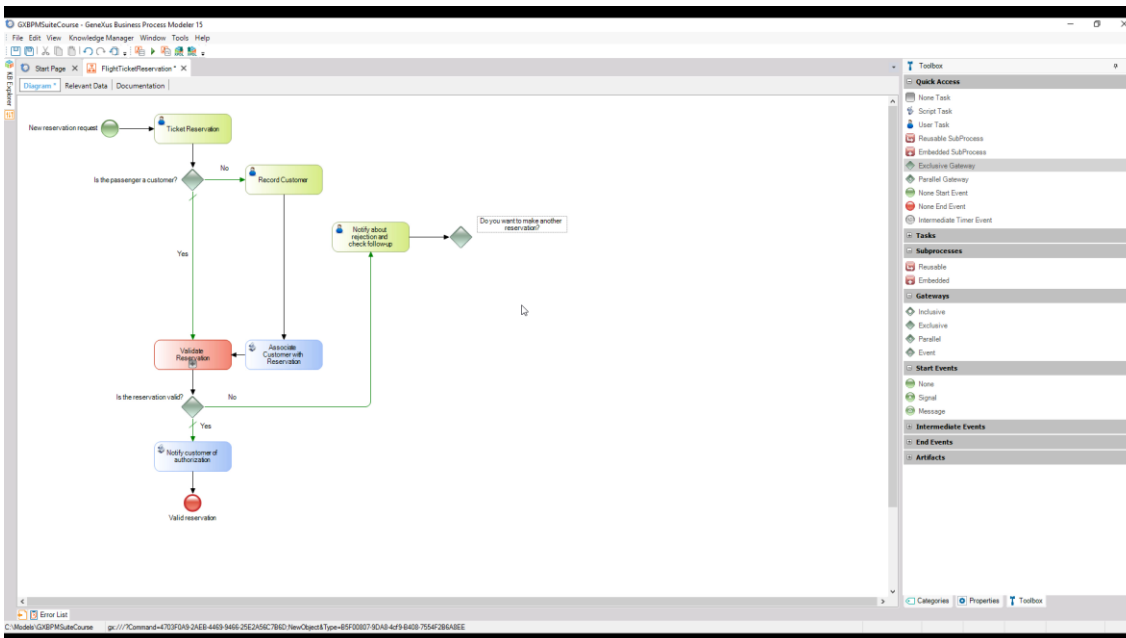 GXBPMSuiteCourse - GeneXus Business Process Modeler 15
File Edit View Knowledge Manager Window Tools Help
Start Page X FlightTicketReservation * X
Diagram * Relevant Data Documentation
KB Explorer
New reservation request
Ticket Reservation
Is the passenger a customer?
No
Record Customer
Yes
Notify about
rejection and
check follow-up
Do you want to make another
reservation?
Validate
Reservation
Associate
Customer with
Reservation
Is the reservation valid?
No
Yes
Notify customer of
authorization
Valid reservation
Toolbox
Quick Access
None Task
Script Task
User Task
Reusable SubProcess
Embedded SubProcess
Exclusive Gateway
Parallel Gateway
None Start Event
None End Event
Intermediate Timer Event
Tasks
Subprocesses
Reusable
Embedded
Gateways
Inclusive
Exclusive
Parallel
Event
Start Events
None
Signal
Message
Intermediate Events
End Events
Artifacts
Categories Properties Toolbox
Error List
C:\Models\GXBPMSuiteCourse